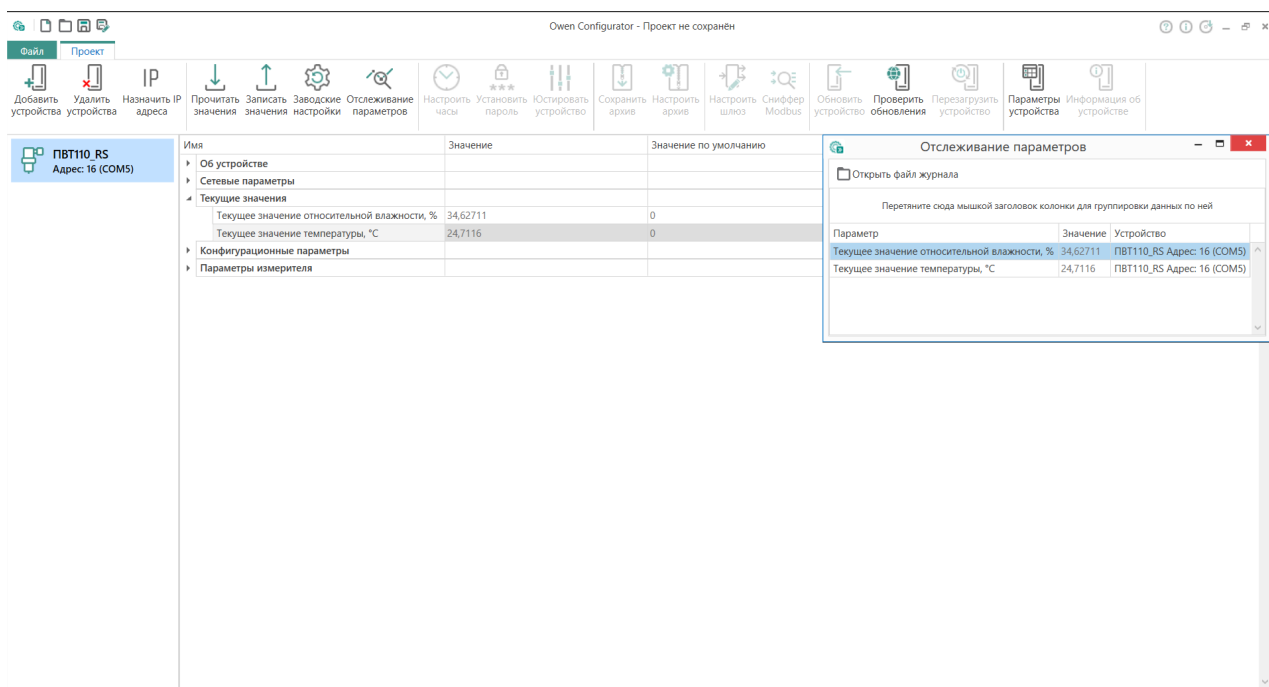 Owen Configurator - Проект не сохранён
Файл Проект
Добавить устройства
Удалить устройства
Назначить IP адреса
Прочитать значения
Записать значения
Заводские настройки
Отслеживание параметров
Настроить часы
Установить пароль
Юстировать устройство
Сохранить архив
Настроить архив
Настроить шлюз
Сниффер Modbus
Обновить устройство
Проверить обновления
Перезагрузить устройство
Параметры устройства
Информация об устройстве
ПВТ110_RS
Адрес: 16 (COM5)
Имя Значение Значение по умолчанию
Об устройстве
Сетевые параметры
Текущие значения
Текущее значение относительной влажности, % 34,62711 0
Текущее значение температуры, °C 24,7116 0
Конфигурационные параметры
Параметры измерителя
Отслеживание параметров
Открыть файл журнала
Перетяните сюда мышкой заголовок колонки для группировки данных по ней
Параметр Значение Устройство
Текущее значение относительной влажности, % 34,62711 ПВТ110_RS Адрес: 16 (COM5)
Текущее значение температуры, °C 24,7116 ПВТ110_RS Адрес: 16 (COM5)